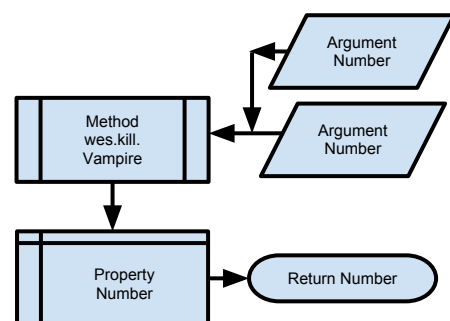 Argument
Number
Method
wes.kill.
Vampire
Argument
Number
Property
Number
Return Number